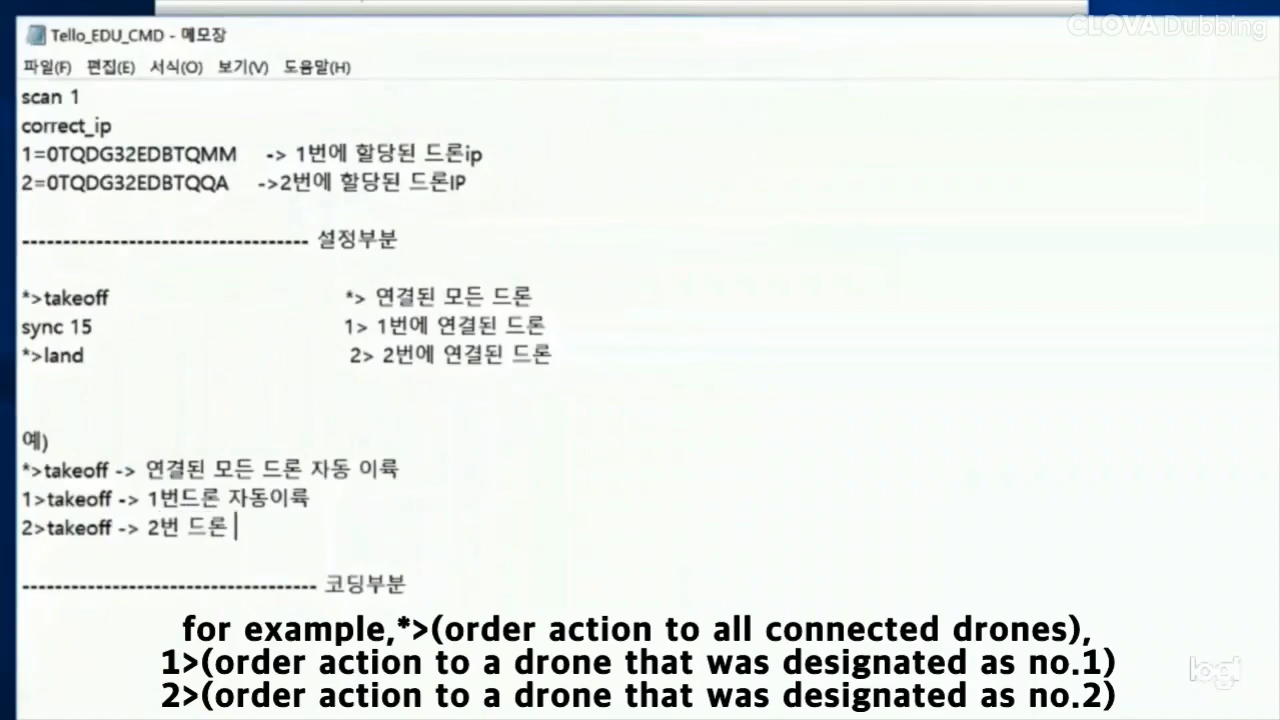 CLOVA Dubbing
Tello_EDU_CMD - 메모장
파일(F) 편집(E) 서식(O) 보기(V) 도움말(H)
scan 1
correct_ip
1=0TQDG32EDBTQMM -> 1번에 할당된 드론ip
2=0TQDG32EDBTQQA ->2번에 할당된 드론IP
----------------------------------- 설정부분
*>takeoff *> 연결된 모든 드론
sync 15 1> 1번에 연결된 드론
*>land 2> 2번에 연결된 드론
예)
*>takeoff -> 연결된 모든 드론 자동 이륙
1>takeoff -> 1번드론 자동이륙
2>takeoff -> 2번 드론
------------------------------------ 코딩부분
for example,*>(order action to all connected drones),
1>(order action to a drone that was designated as no.1)
2>(order action to a drone that was designated as no.2)
logi